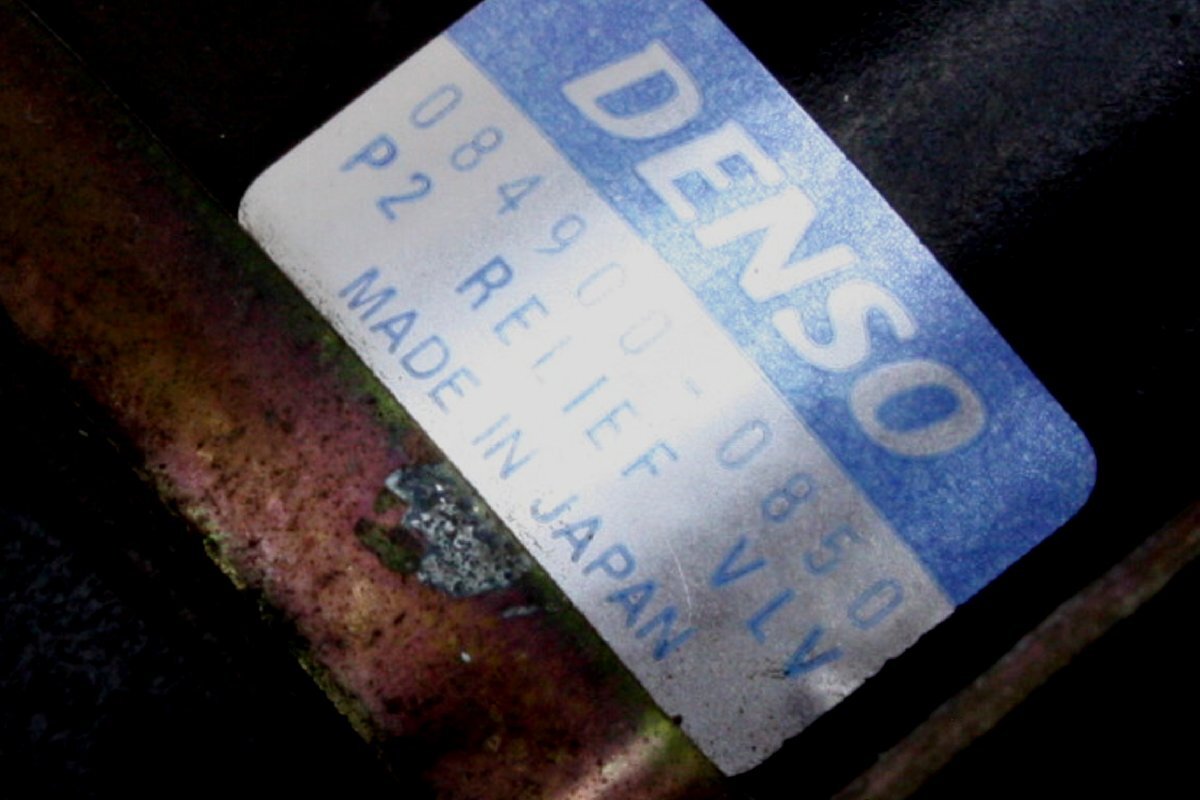 DENSO
084900-0850
P2 RELIEF VLV
MADE IN JAPAN